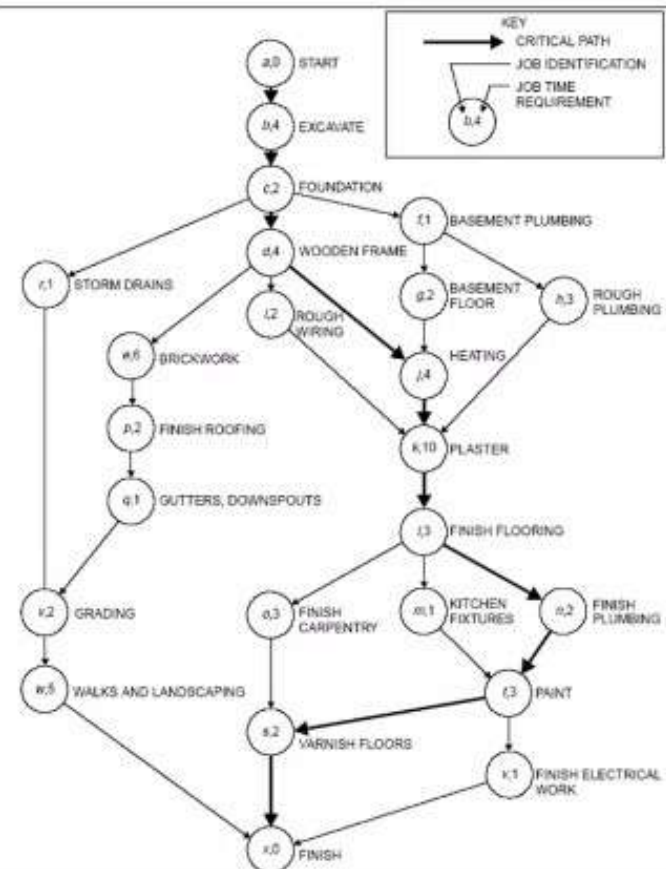 KEY
CRITICAL PATH
JOB IDENTIFICATION
JOB TIME
REQUIREMENT
b,4
a,0 START
b,4 EXCAVATE
c,2 FOUNDATION
f,1 BASEMENT PLUMBING
d,4 WOODEN FRAME
r,1 STORM DRAINS
g,2 BASEMENT
FLOOR
h,3 ROUGH
PLUMBING
i,2 ROUGH
WIRING
e,6 BRICKWORK
HEATING
j,4
p,2 FINISH ROOFING
k,10 PLASTER
q,1 GUTTERS, DOWNSPOUTS
l,3 FINISH FLOORING
v,2 GRADING
o,3 FINISH
CARPENTRY
m,1 KITCHEN
FIXTURES
n,2 FINISH
PLUMBING
w,5 WALKS AND LANDSCAPING
t,3 PAINT
s,2 VARNISH FLOORS
FINISH ELECTRICAL
WORK
x,0 FINISH